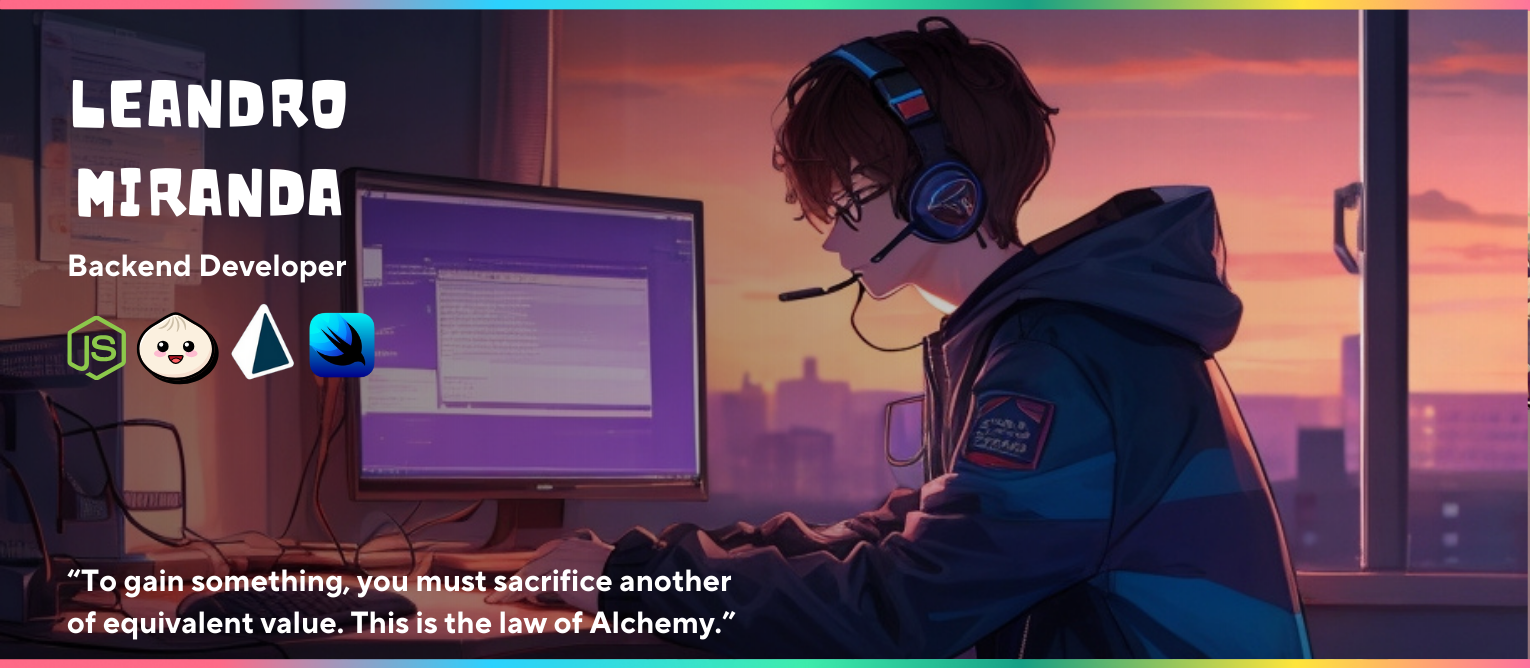 LEANDRO
MIRANDA
Backend Developer
JS
“To gain something, you must sacrifice another
of equivalent value. This is the law of Alchemy.”